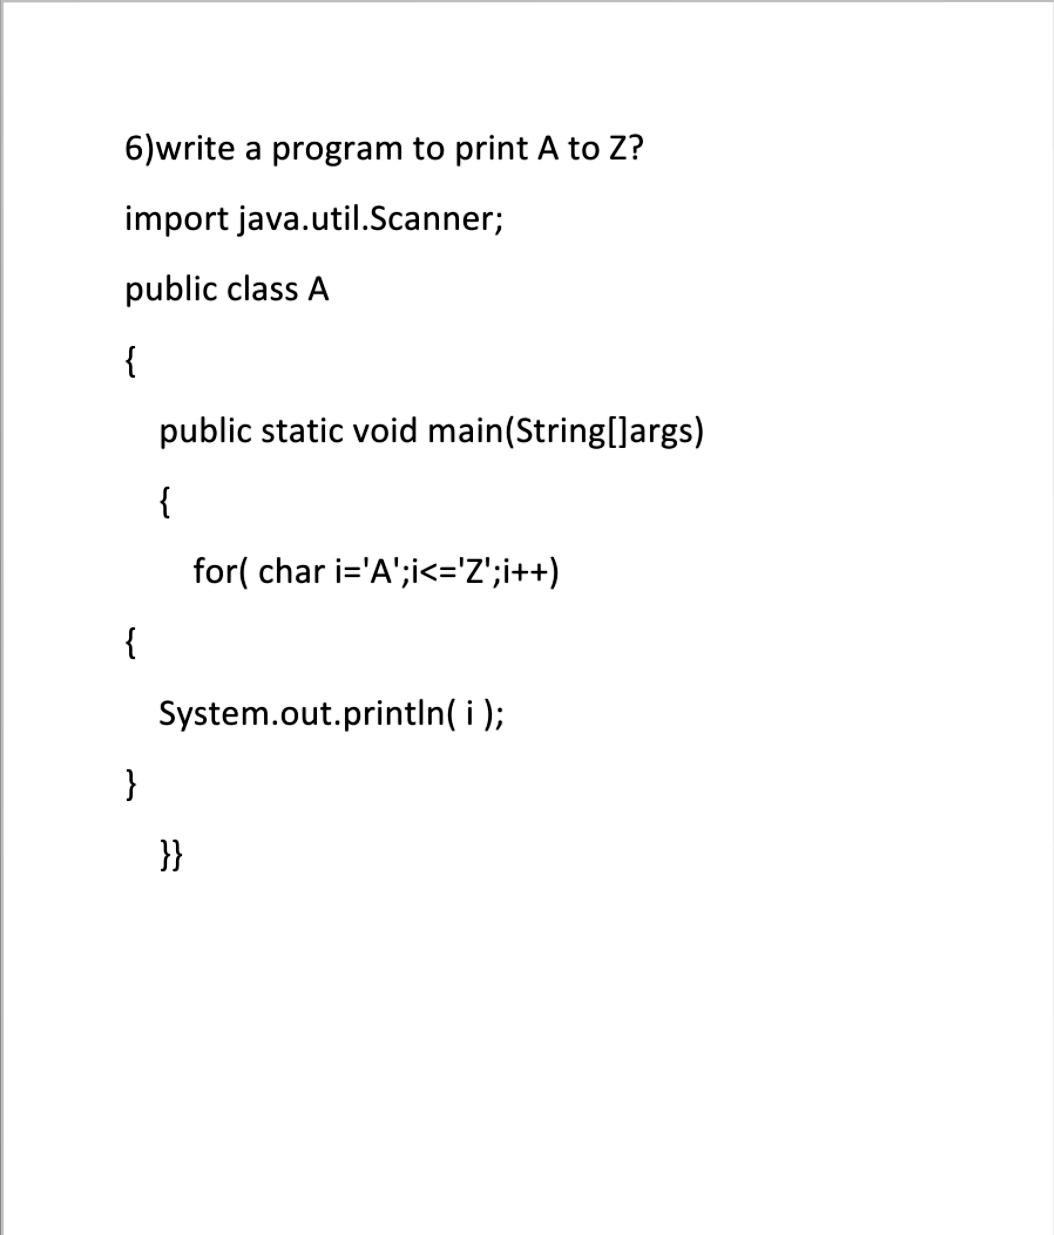 6)write a program to print A to Z?
import java.util.Scanner;
public class A
{
public static void main(String[]args)
{
for( char i='A';i<='Z';i++)
{
System.out.println( i );
}
}}